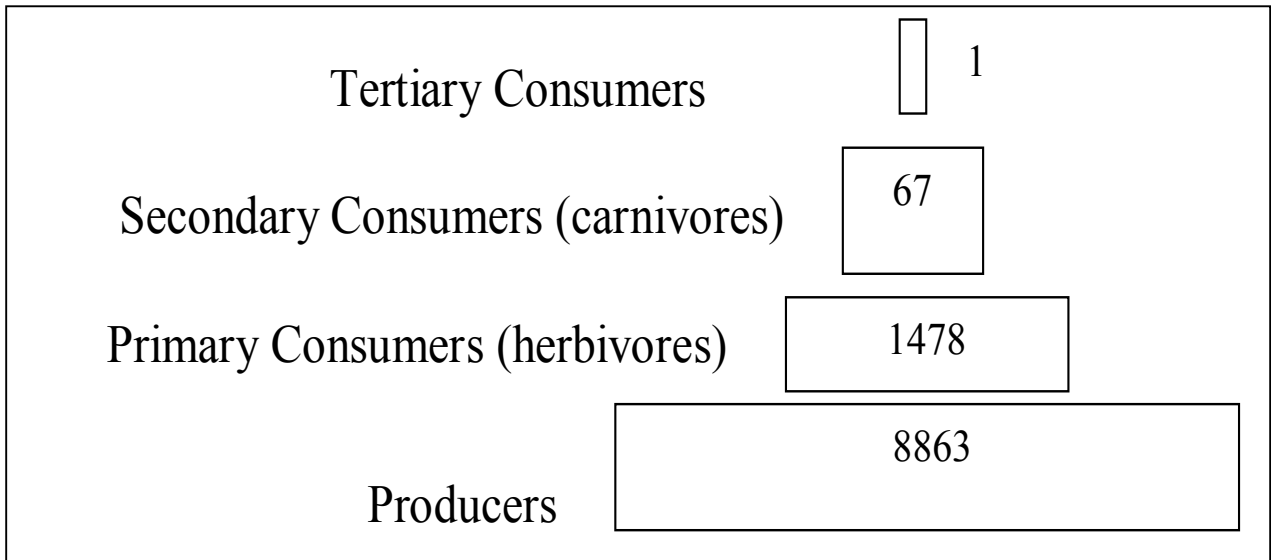 Tertiary Consumers 1
Secondary Consumers (carnivores) 67
Primary Consumers (herbivores) 1478
Producers 8863